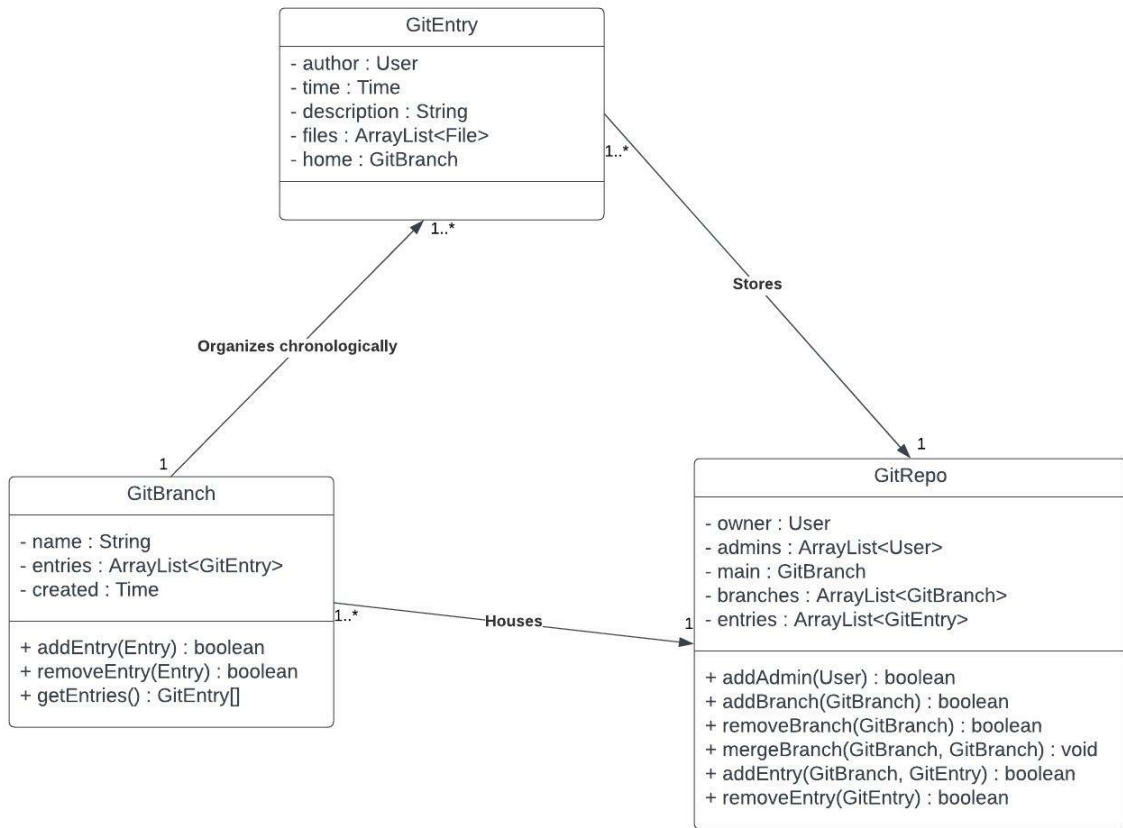 GitEntry
- author : User
- time : Time
- description : String
- files : ArrayList<File>
- home : GitBranch
1..*
1..*
Stores
Organizes chronologically
1
1
GitBranch
- name : String
- entries : ArrayList<GitEntry>
- created : Time
+ addEntry(Entry) : boolean
+ removeEntry(Entry) : boolean
+ getEntries() : GitEntry[]
1..*
Houses
1
GitRepo
- owner : User
- admins : ArrayList<User>
- main : GitBranch
- branches : ArrayList<GitBranch>
- entries : ArrayList<GitEntry>
+ addAdmin(User) : boolean
+ addBranch(GitBranch) : boolean
+ removeBranch(GitBranch) : boolean
+ mergeBranch(GitBranch, GitBranch) : void
+ addEntry(GitBranch, GitEntry) : boolean
+ removeEntry(GitEntry) : boolean